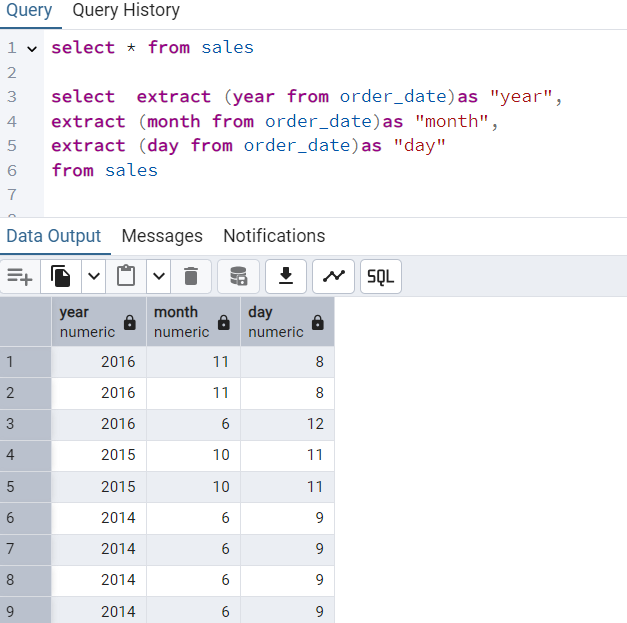 Query Query History
1 select * from sales
2
3 select  extract (year from order_date)as "year",
4 extract (month from order_date)as "month",
5 extract (day from order_date)as "day"
6 from sales
7
Data Output Messages Notifications
SQL
year month day
numeric numeric numeric
1 2016 11 8
2 2016 11 8
3 2016 6 12
4 2015 10 11
5 2015 10 11
6 2014 6 9
7 2014 6 9
8 2014 6 9
9 2014 6 9